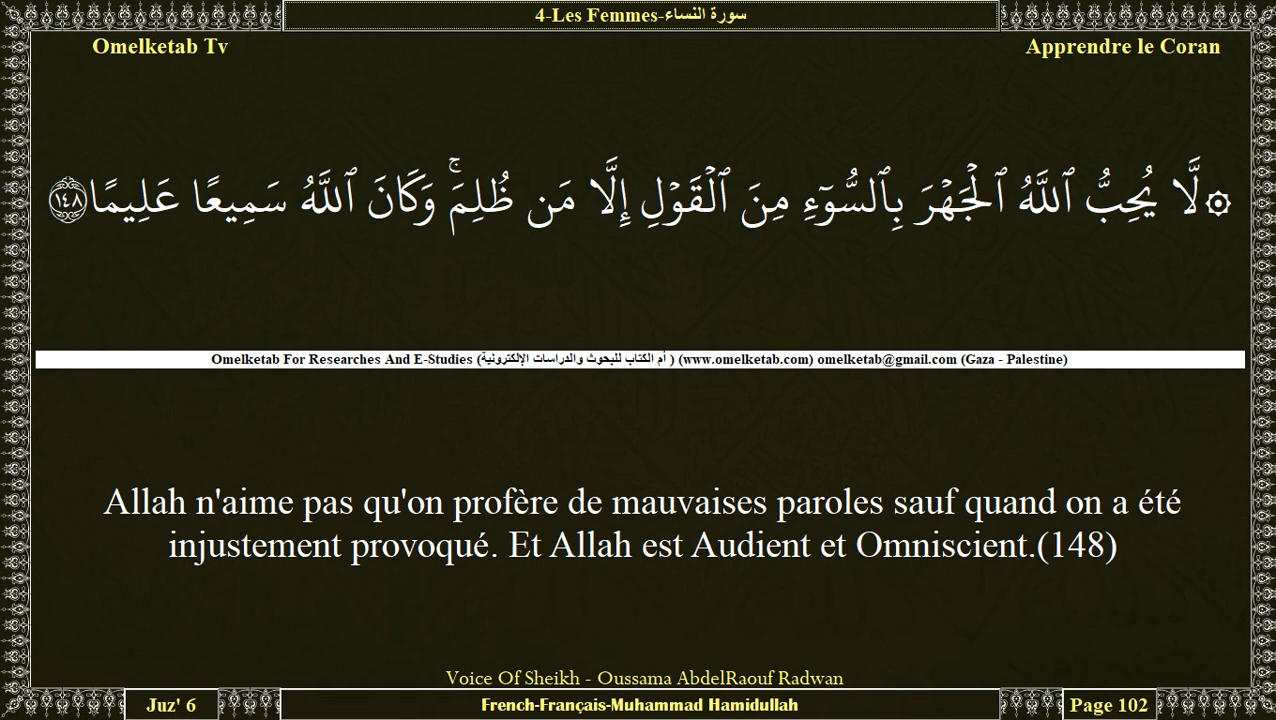 4-Les Femmes-سورة النساء
Omelketab Tv
Apprendre le Coran
۞ لَّا يُحِبُّ ٱللَّهُ ٱلْجَهْرَ بِٱلسُّوٓءِ مِنَ ٱلْقَوْلِ إِلَّا مَن ظُلِمَ ۚ وَكَانَ ٱللَّهُ سَمِيعًا عَلِيمًا ١٤٨
Omelketab For Researches And E-Studies (أم الكتاب للبحوث والدراسات الإلكترونية ) (www.omelketab.com) omelketab@gmail.com (Gaza - Palestine)
Allah n'aime pas qu'on profère de mauvaises paroles sauf quand on a été
injustement provoqué. Et Allah est Audient et Omniscient.(148)
Voice Of Sheikh - Oussama AbdelRaouf Radwan
Juz' 6
French-Français-Muhammad Hamidullah
Page 102